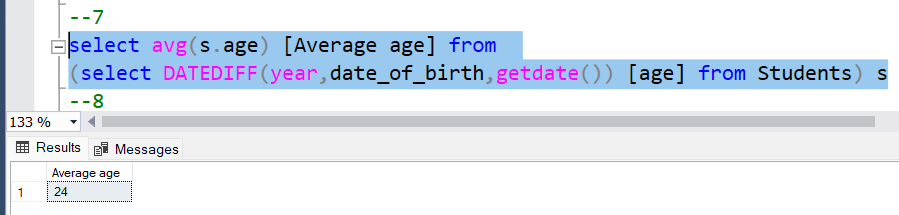 --7
select avg(s.age) [Average age] from
(select DATEDIFF(year,date_of_birth,getdate()) [age] from Students) s
--8
133 %
Results Messages
Average age
1 24